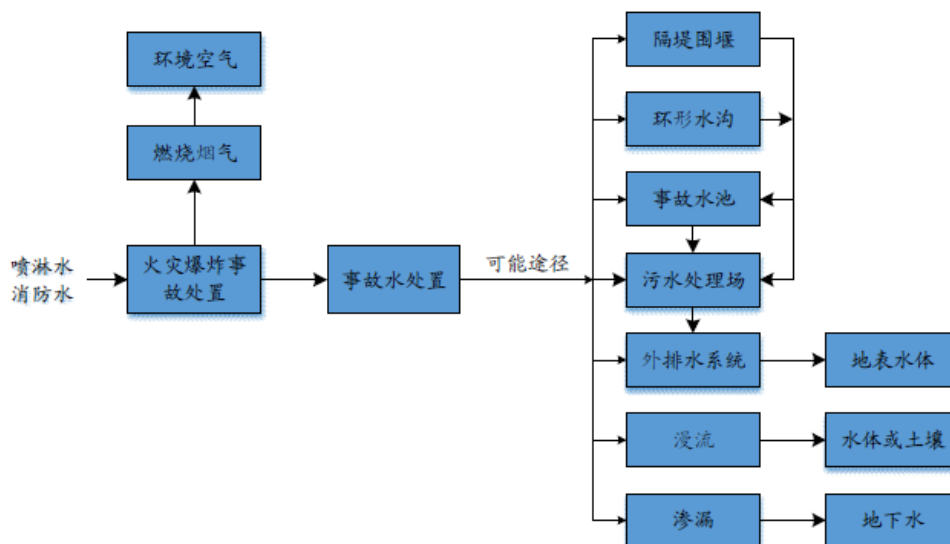 环境空气
燃烧烟气
喷淋水
消防水
火灾爆炸事
故处置
事故水处置
可能途径
隔堤围堰
环形水沟
事故水池
污水处理场
外排水系统
地表水体
浸流
水体或土壤
渗漏
地下水